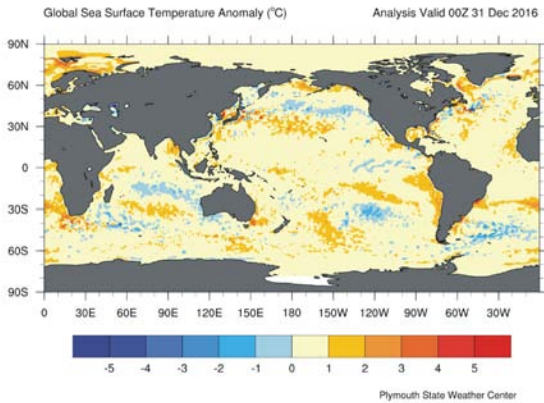 Global Sea Surface Temperature Anomaly (°C) Analysis Valid 00Z 31 Dec 2016
90N
60N
30N
0
30S
60S
90S
0 30E 60E 90E 120E 150E 180 150W 120W 90W 60W 30W
-5 -4 -3 -2 -1 0 1 2 3 4 5
Plymouth State Weather Center